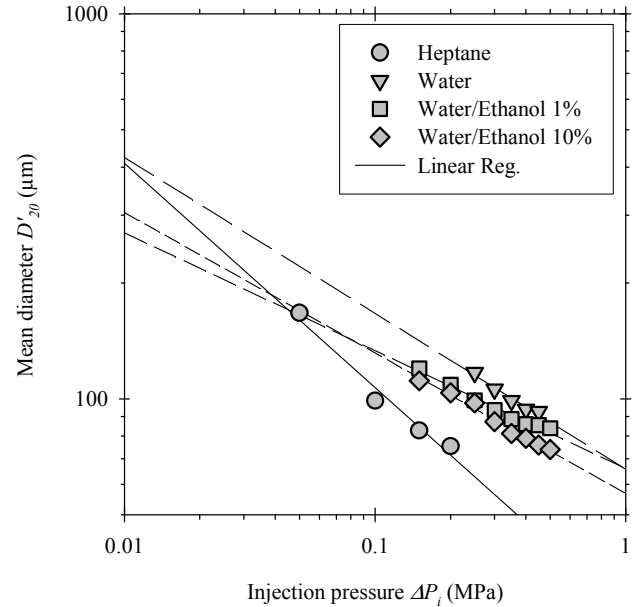 1000
Heptane
Water
Water/Ethanol 1%
Water/Ethanol 10%
Linear Reg.
Mean diameter D'20 (μm)
100
0.01
0.1
1
Injection pressure ΔPi (MPa)